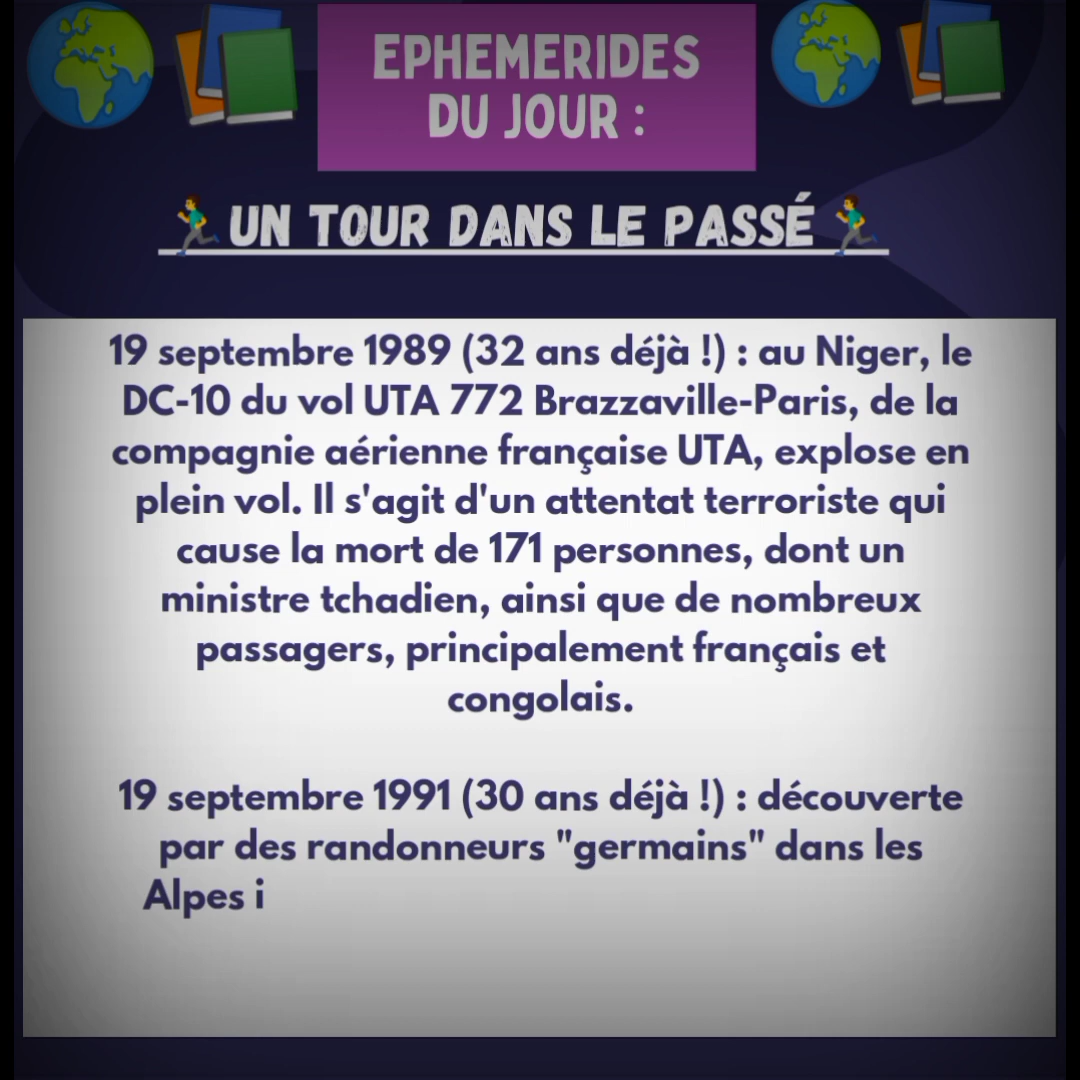 EPHEMERIDES
DU JOUR :
UN TOUR DANS LE PASSÉ
19 septembre 1989 (32 ans déjà !) : au Niger, le
DC-10 du vol UTA 772 Brazzaville-Paris, de la
compagnie aérienne française UTA, explose en
plein vol. Il s'agit d'un attentat terroriste qui
cause la mort de 171 personnes, dont un
ministre tchadien, ainsi que de nombreux
passagers, principalement français et
congolais.
19 septembre 1991 (30 ans déjà !) : découverte
par des randonneurs "germains" dans les
Alpes i